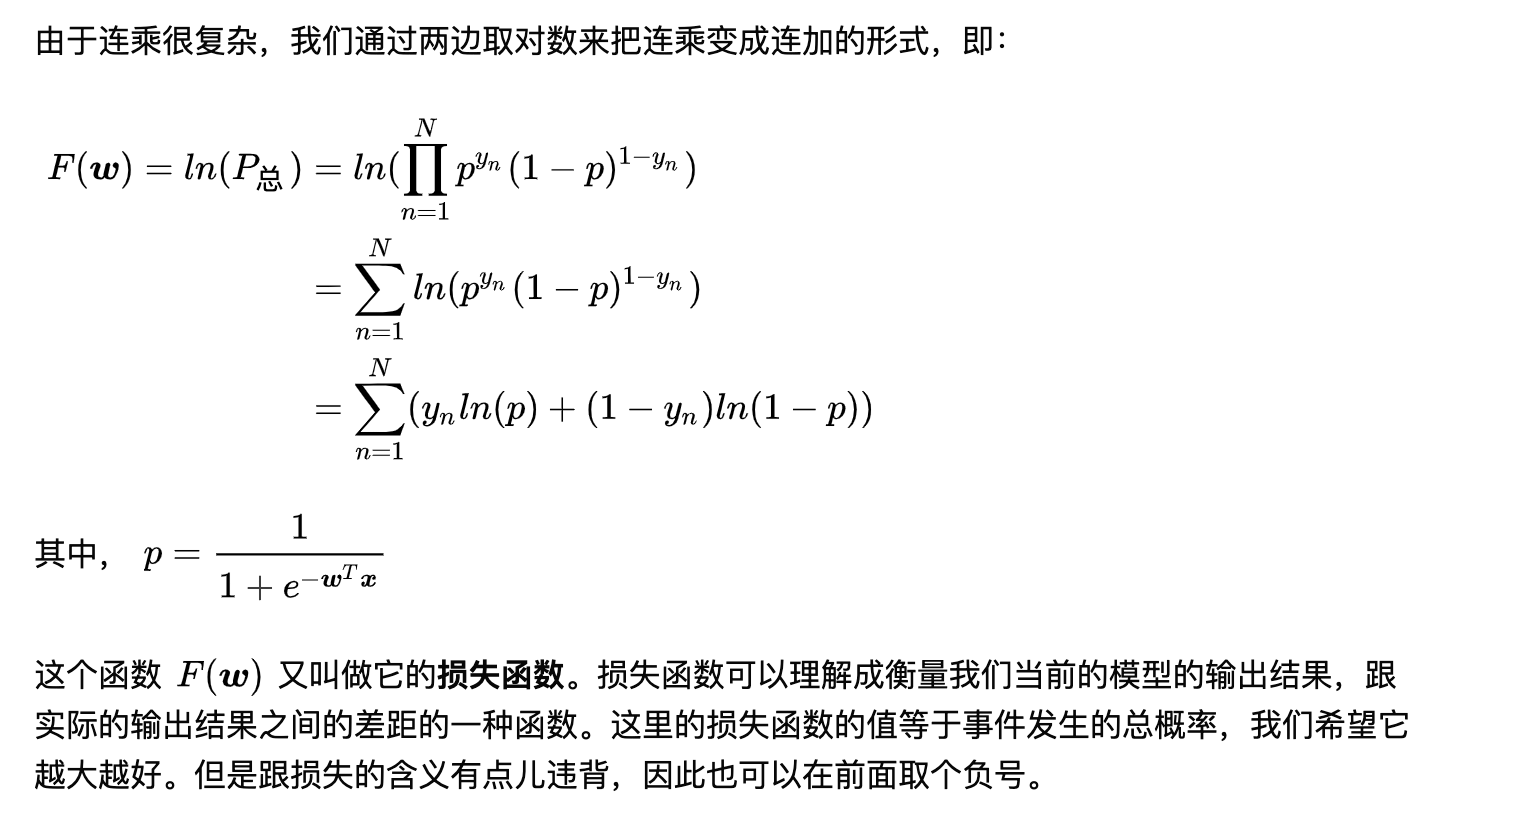 由于连乘很复杂，我们通过两边取对数来把连乘变成连加的形式，即：
$F(\boldsymbol{w}) = ln(P_{总}) = ln(\prod_{n=1}^{N} p^{y_n}(1-p)^{1-y_n})$
$= \sum_{n=1}^{N} ln(p^{y_n}(1-p)^{1-y_n})$
$= \sum_{n=1}^{N} (y_n ln(p) + (1-y_n)ln(1-p))$
其中， $p = \frac{1}{1+e^{-\boldsymbol{w}^T\boldsymbol{x}}}$
这个函数 $F(\boldsymbol{w})$ 又叫做它的损失函数。损失函数可以理解成衡量我们当前的模型的输出结果，跟
实际的输出结果之间的差距的一种函数。这里的损失函数的值等于事件发生的总概率，我们希望它
越大越好。但是跟损失的含义有点儿违背，因此也可以在前面取个负号。